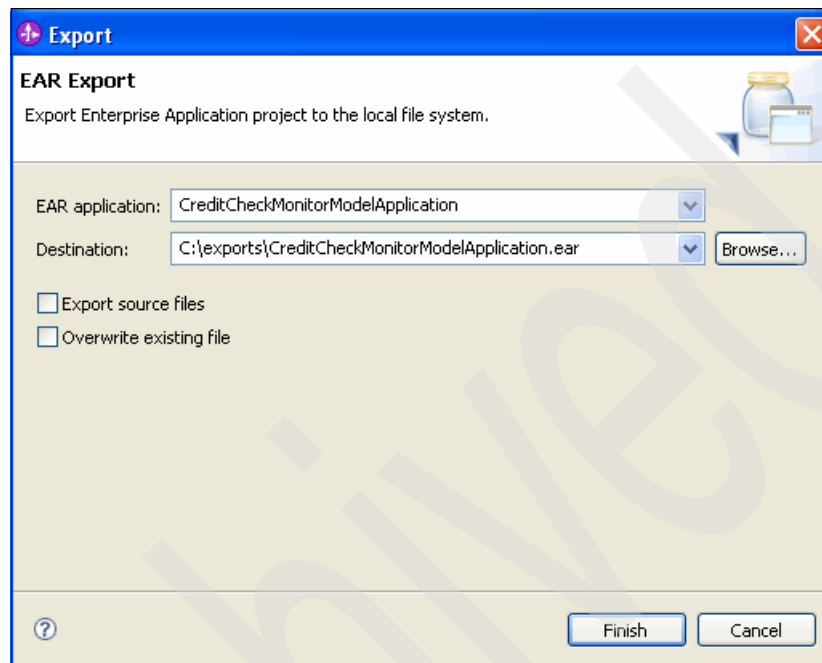 Export
EAR Export
Export Enterprise Application project to the local file system.
EAR application: CreditCheckMonitorModelApplication
Destination: C:\exports\CreditCheckMonitorModelApplication.ear Browse...
Export source files
Overwrite existing file
? Finish Cancel